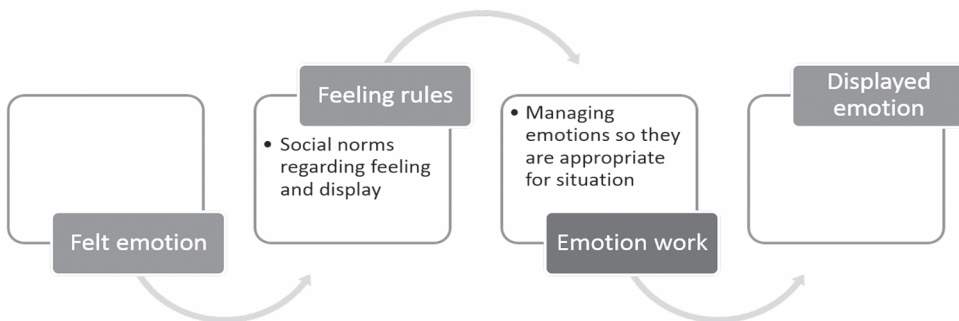 Felt emotion
Feeling rules
• Social norms
regarding feeling
and display
• Managing
emotions so they
are appropriate
for situation
Emotion work
Displayed
emotion